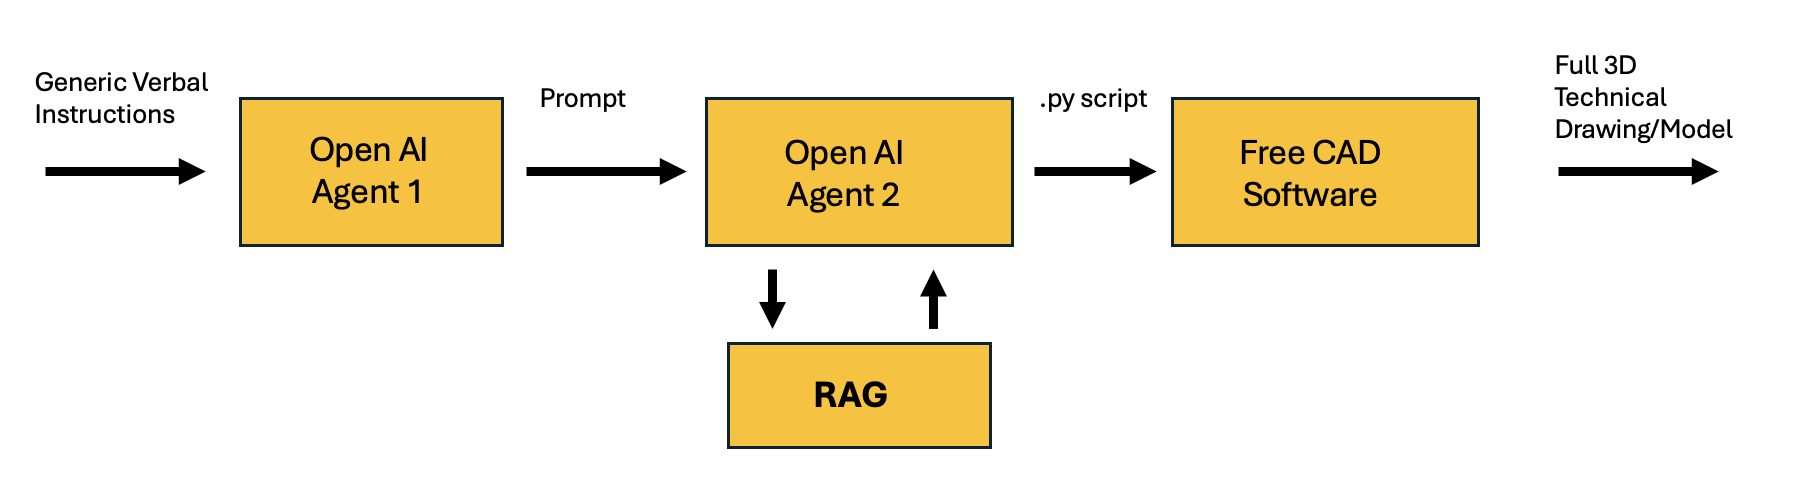 Generic Verbal
Instructions
Open AI
Agent 1
Prompt
Open AI
Agent 2
.py script
Free CAD
Software
Full 3D
Technical
Drawing/Model
RAG